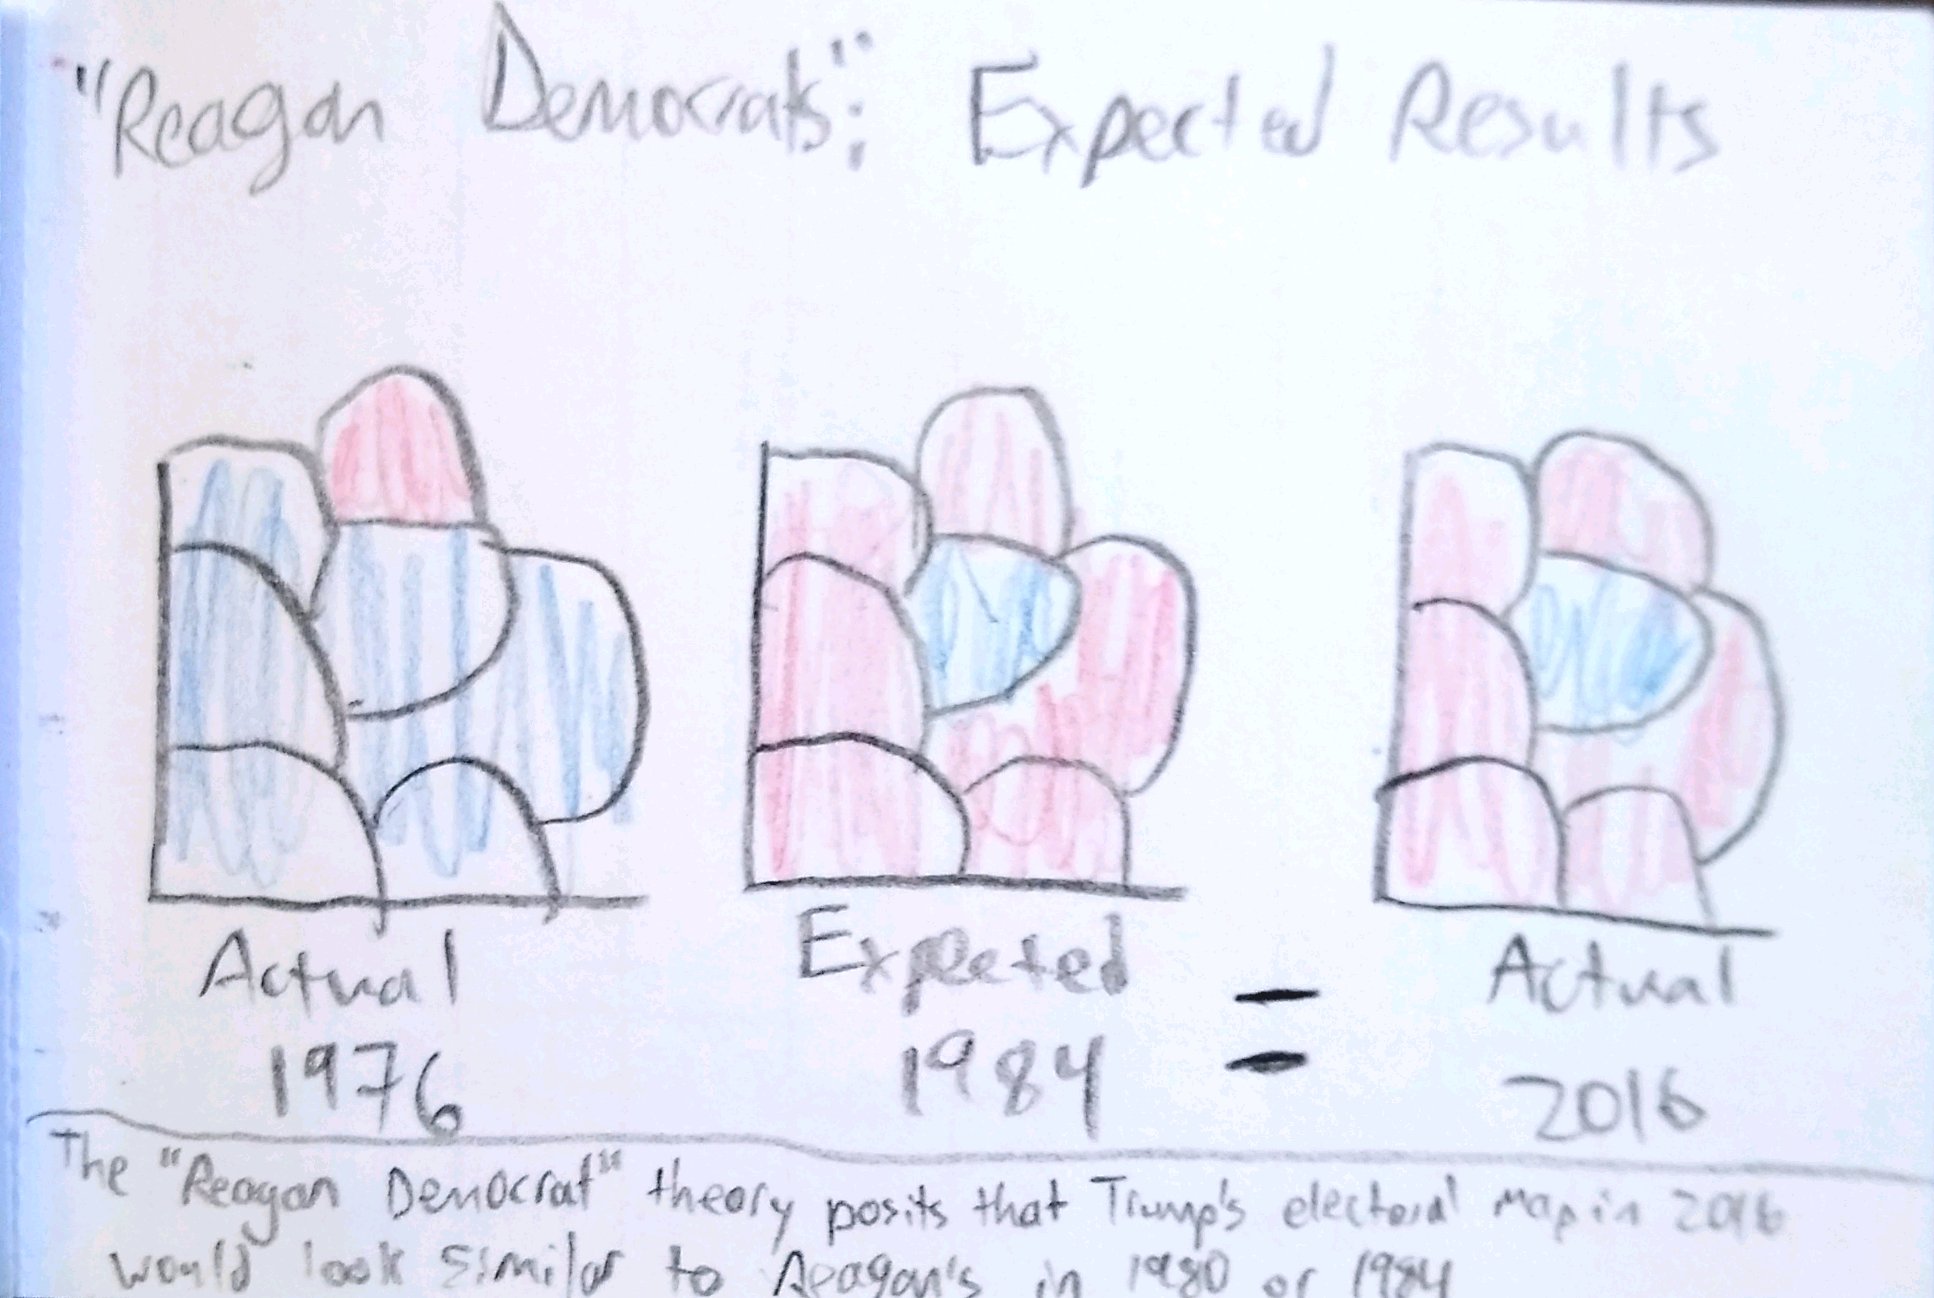 "Reagan Democrats": Expected Results
Actual
1976
Expected
1984
=
Actual
2016
The "Reagan Democrat" theory posits that Trump's electoral map in 2016
would look similar to Reagan's in 1980 or 1984